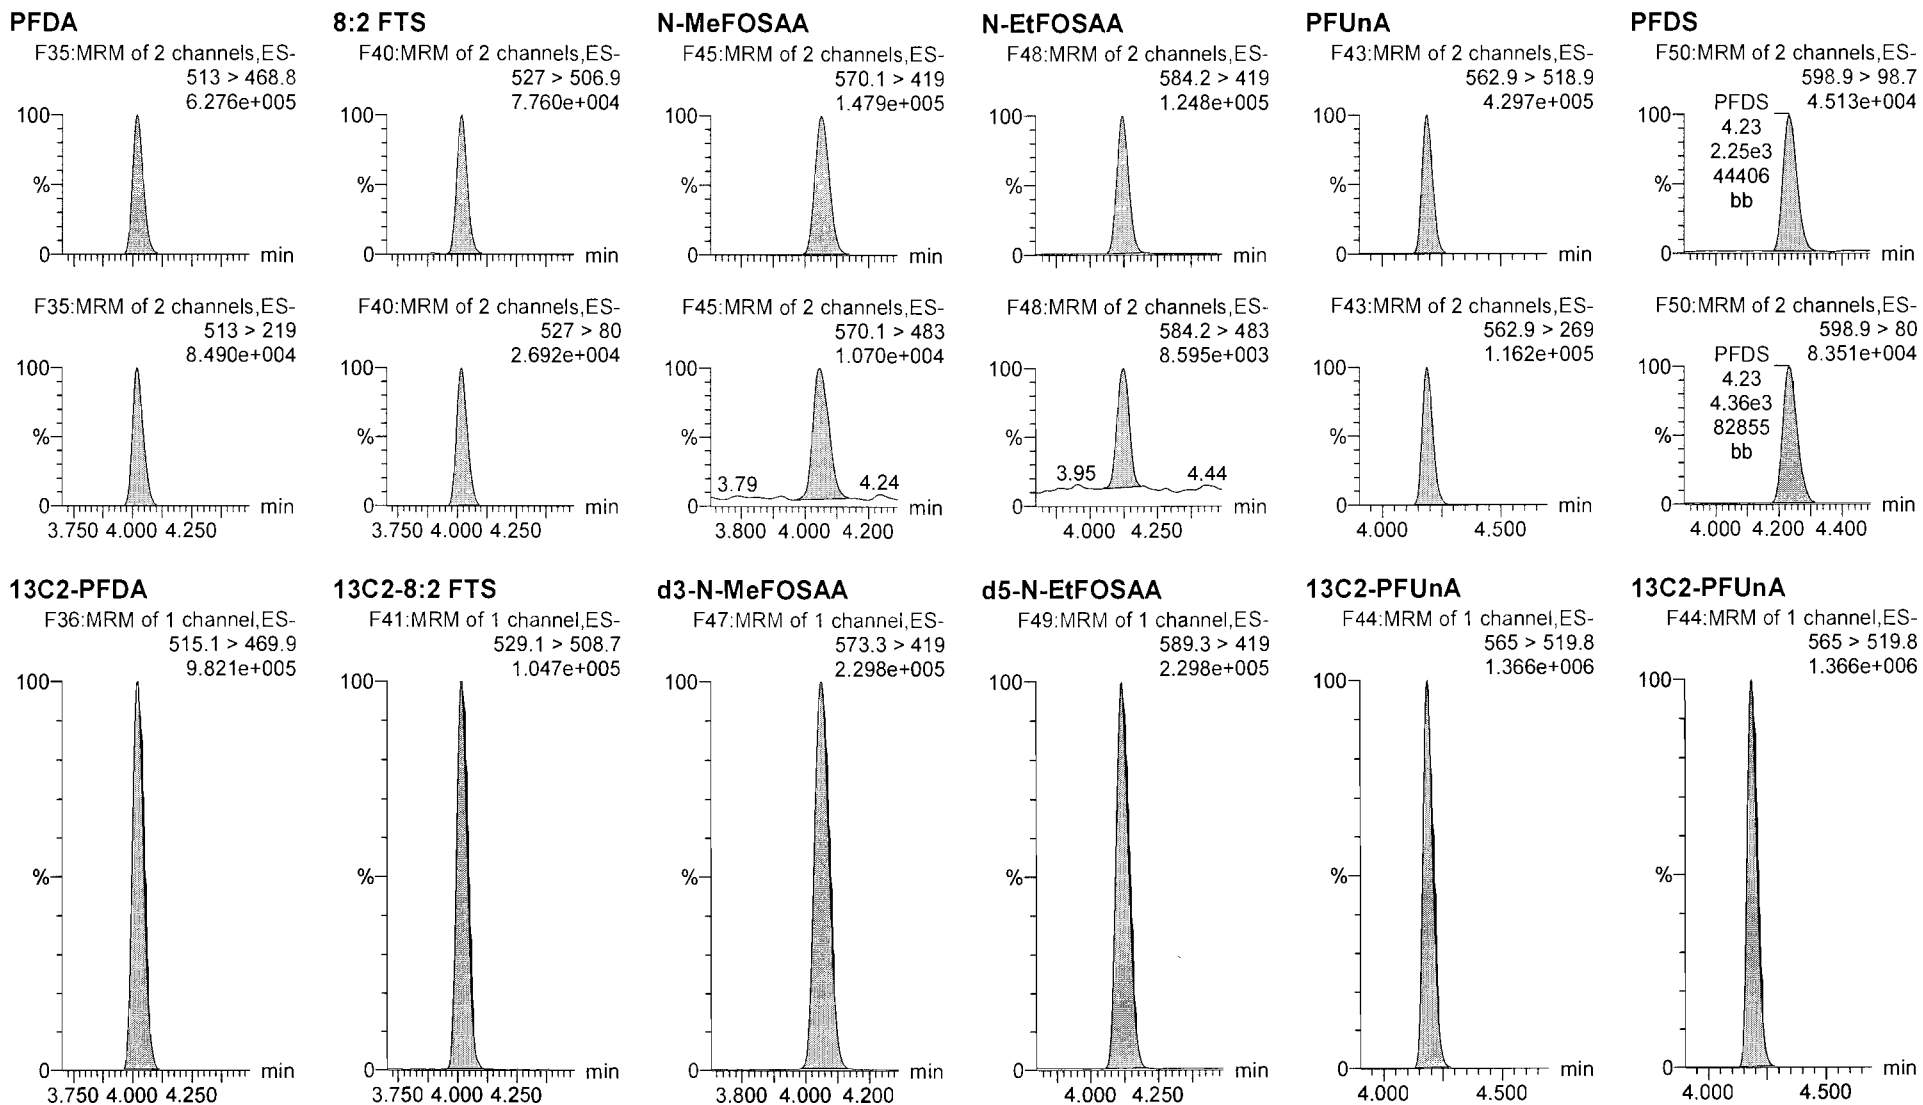 PFDA
F35:MRM of 2 channels,ES-
513 > 468.8
6.276e+005
100
%
0
min
8:2 FTS
F40:MRM of 2 channels,ES-
527 > 506.9
7.760e+004
100
%
0
min
N-MeFOSAA
F45:MRM of 2 channels,ES-
570.1 > 419
1.479e+005
100
%
0
min
N-EtFOSAA
F48:MRM of 2 channels,ES-
584.2 > 419
1.248e+005
100
%
0
min
PFUnA
F43:MRM of 2 channels,ES-
562.9 > 518.9
4.297e+005
100
%
0
min
PFDS
F50:MRM of 2 channels,ES-
598.9 > 98.7
4.513e+004
100
PFDS
4.23
2.25e3
44406
bb
%
0
min
F35:MRM of 2 channels,ES-
513 > 219
8.490e+004
100
%
0
min
3.750 4.000 4.250
F40:MRM of 2 channels,ES-
527 > 80
2.692e+004
100
%
0
min
3.750 4.000 4.250
F45:MRM of 2 channels,ES-
570.1 > 483
1.070e+004
100
%
3.79
4.24
0
min
3.800 4.000 4.200
F48:MRM of 2 channels,ES-
584.2 > 483
8.595e+003
100
%
3.95
4.44
0
min
4.000 4.250
F43:MRM of 2 channels,ES-
562.9 > 269
1.162e+005
100
%
0
min
4.000 4.500
F50:MRM of 2 channels,ES-
598.9 > 80
8.351e+004
100
PFDS
4.23
4.36e3
82855
bb
%
0
min
4.000 4.200 4.400
13C2-PFDA
F36:MRM of 1 channel,ES-
515.1 > 469.9
9.821e+005
100
%
0
min
3.750 4.000 4.250
13C2-8:2 FTS
F41:MRM of 1 channel,ES-
529.1 > 508.7
1.047e+005
100
%
0
min
3.750 4.000 4.250
d3-N-MeFOSAA
F47:MRM of 1 channel,ES-
573.3 > 419
2.298e+005
100
%
0
min
3.800 4.000 4.200
d5-N-EtFOSAA
F49:MRM of 1 channel,ES-
589.3 > 419
2.298e+005
100
%
0
min
4.000 4.250
13C2-PFUnA
F44:MRM of 1 channel,ES-
565 > 519.8
1.366e+006
100
%
0
min
4.000 4.500
13C2-PFUnA
F44:MRM of 1 channel,ES-
565 > 519.8
1.366e+006
100
%
0
min
4.000 4.500